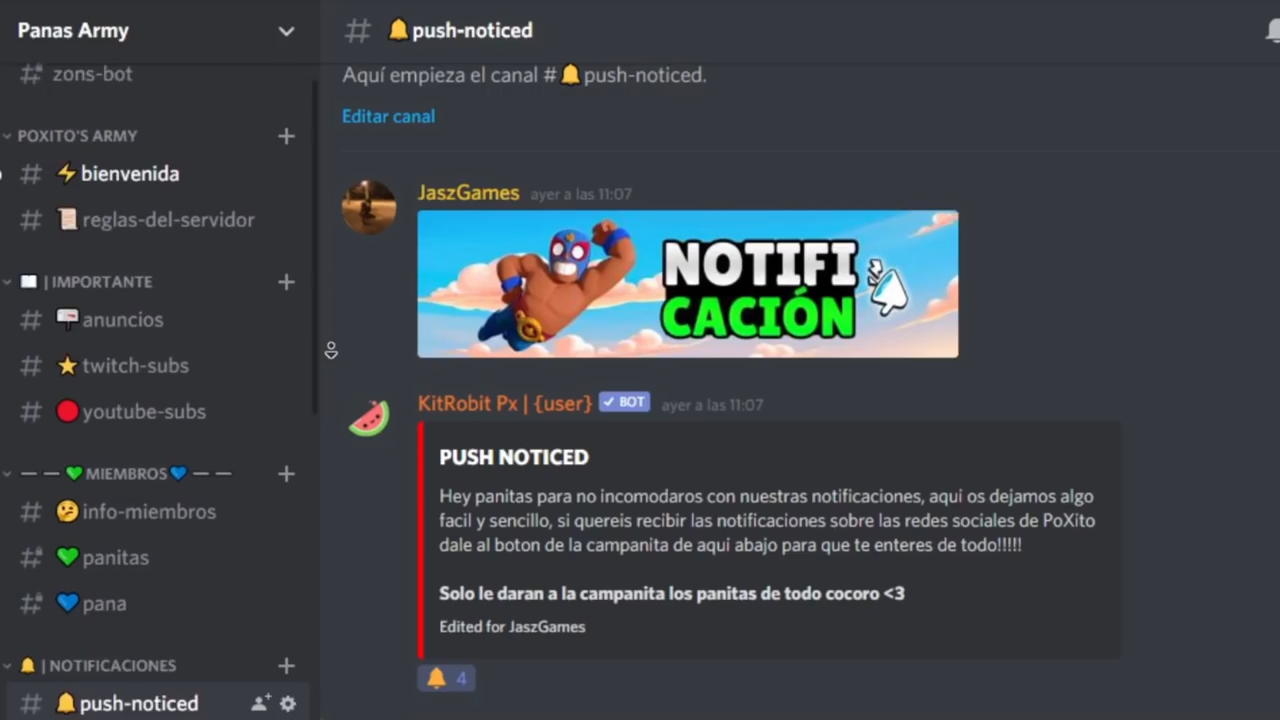 Panas Army
zons-bot
POXITO'S ARMY
bienvenida
reglas-del-servidor
| IMPORTANTE
anuncios
twitch-subs
youtube-subs
— — 💚 MIEMBROS 💙 — —
info-miembros
panitas
pana
🔔 | NOTIFICACIONES
push-noticed
# 🔔push-noticed
Aquí empieza el canal #🔔push-noticed.
Editar canal
JaszGames ayer a las 11:07
NOTIFI
CACIÓN
KitRobit Px | {user} ✓ BOT ayer a las 11:07
PUSH NOTICED
Hey panitas para no incomodaros con nuestras notificaciones, aqui os dejamos algo
facil y sencillo, si quereis recibir las notificaciones sobre las redes sociales de PoXito
dale al boton de la campanita de aqui abajo para que te enteres de todo!!!!!
Solo le daran a la campanita los panitas de todo cocoro <3
Edited for JaszGames
🔔 4